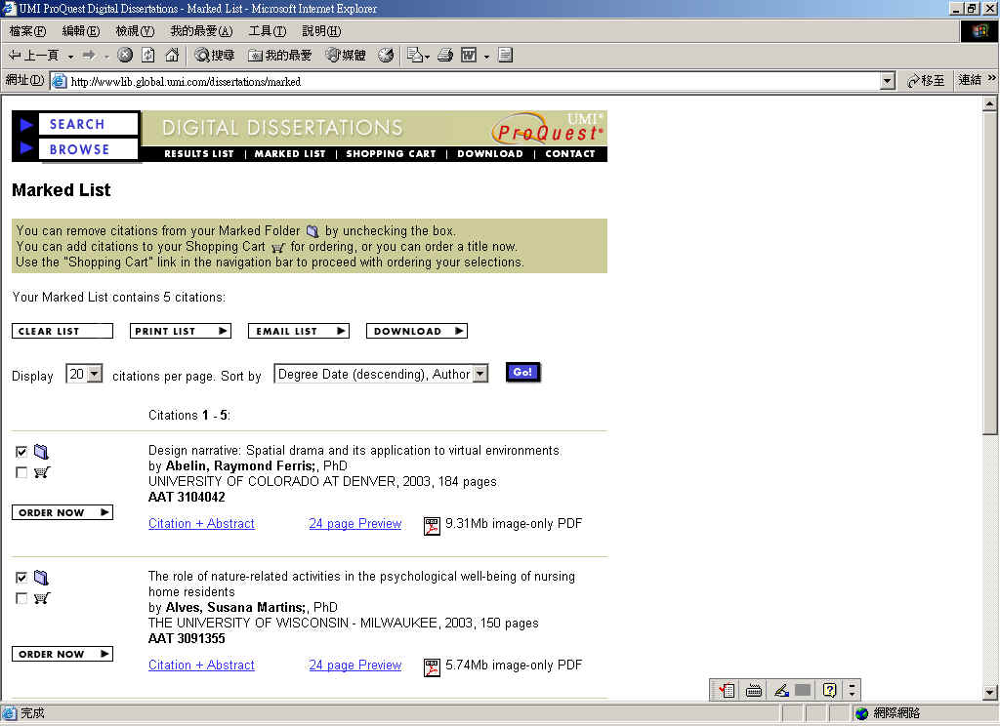 UMI ProQuest Digital Dissertations - Marked List - Microsoft Internet Explorer
檔案(F) 編輯(E) 檢視(V) 我的最愛(A) 工具(T) 說明(H)
上一頁 搜尋 我的最愛 媒體
網址(D) http://wwwlib.global.umi.com/dissertations/marked 移至 連結 »
SEARCH
BROWSE
DIGITAL DISSERTATIONS
UMI®
ProQuest®
RESULTS LIST | MARKED LIST | SHOPPING CART | DOWNLOAD | CONTACT
Marked List
You can remove citations from your Marked Folder by unchecking the box.
You can add citations to your Shopping Cart for ordering, or you can order a title now.
Use the "Shopping Cart" link in the navigation bar to proceed with ordering your selections.
Your Marked List contains 5 citations:
CLEAR LIST PRINT LIST EMAIL LIST DOWNLOAD
Display 20 citations per page. Sort by Degree Date (descending), Author Go!
Citations 1 - 5:
Design narrative: Spatial drama and its application to virtual environments
by Abelin, Raymond Ferris;, PhD
UNIVERSITY OF COLORADO AT DENVER, 2003, 184 pages
AAT 3104042
ORDER NOW
Citation + Abstract 24 page Preview 9.31Mb image-only PDF
The role of nature-related activities in the psychological well-being of nursing
home residents
by Alves, Susana Martins;, PhD
THE UNIVERSITY OF WISCONSIN - MILWAUKEE, 2003, 150 pages
AAT 3091355
ORDER NOW
Citation + Abstract 24 page Preview 5.74Mb image-only PDF
完成 網際網路